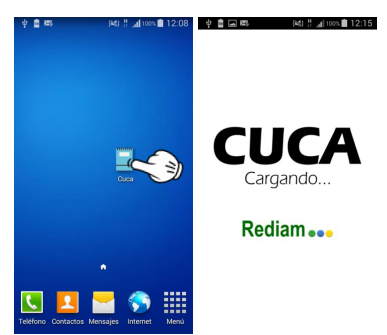 100% 12:08
Cuca
Teléfono Contactos Mensajes Internet Menú
100% 12:15
CUCA
Cargando...
Rediam